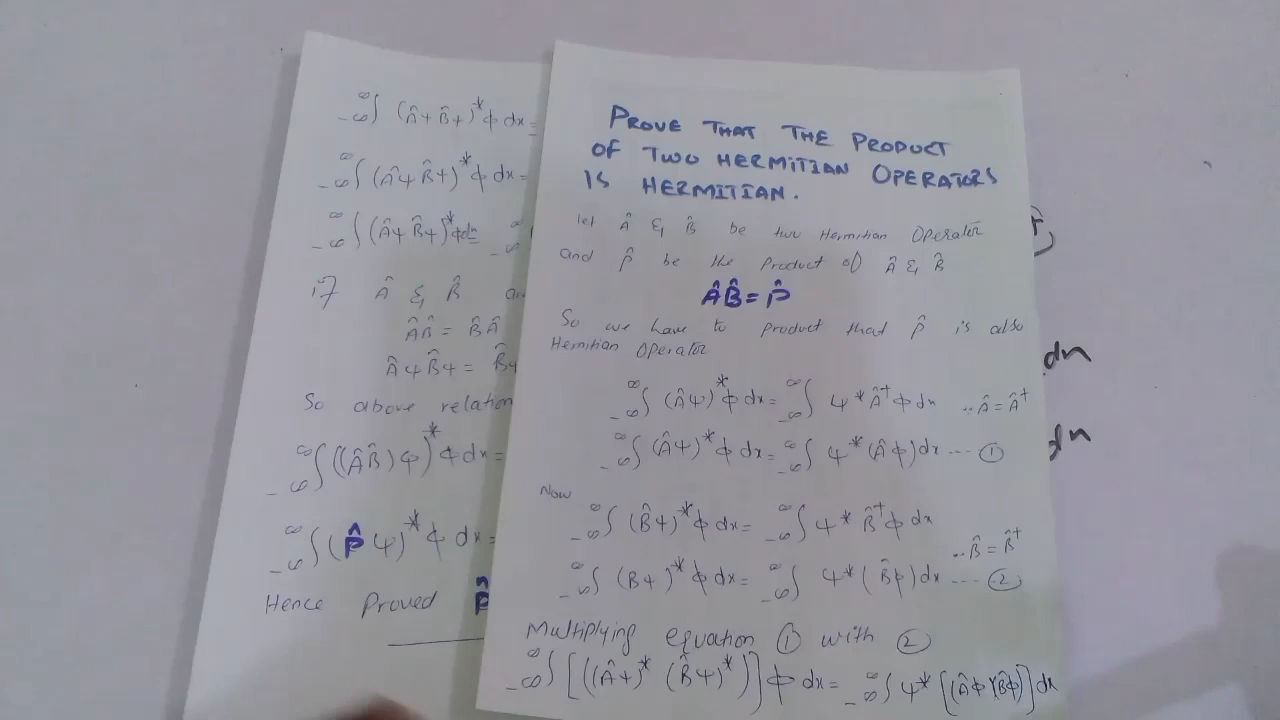 PROVE THAT THE PRODUCT
OF TWO HERMITIAN OPERATORS
IS HERMITIAN.
let Â & B̂ be two Hermitian Operator
and P̂ be the Product of Â & B̂
ÂB̂ = P̂
So we have to product that P̂ is also
Hermitian Operator
-∞∫∞ (Âψ)*φ dx = -∞∫∞ ψ* Â†φ dx ∵ Â = Â†
-∞∫∞ (Âψ)*φ dx = -∞∫∞ ψ*(Âφ)dx ---- ①
Now
-∞∫∞ (B̂ψ)*φ dx = -∞∫∞ ψ* B̂†φ dx
∵ B̂ = B̂†
-∞∫∞ (Bψ)*φ dx = -∞∫∞ ψ*(B̂φ)dx ---- ②
Multiplying equation ① with ②
-∞∫∞ [((Âψ)* (B̂ψ)*)] φ dx = -∞∫∞ ψ* [(Âφ)(B̂φ)] dx
-∞∫∞ (Âψ B̂ψ)*φ dx =
-∞∫∞ (Âψ B̂ψ)*φ dx =
-∞∫∞ (Âψ B̂ψ)*φdx = -∞∫∞
if Â & B̂
ÂB̂ = B̂Â
ÂψB̂ψ = B̂ψ
So above relation
-∞∫∞ ((ÂB̂)ψ)*φ dx =
-∞∫∞ (P̂ψ)*φ dx =
Hence Proved P̂
dx
dx